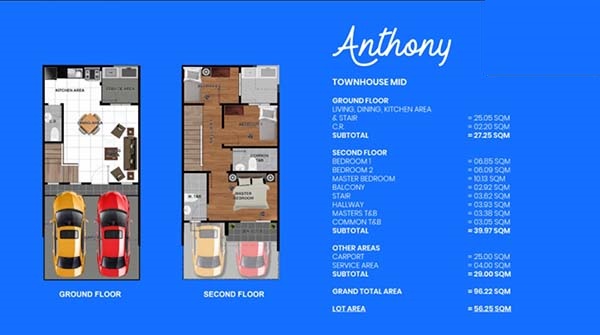 Anthony
TOWNHOUSE MID
GROUND FLOOR
LIVING, DINING, KITCHEN AREA
& STAIR = 25.05 SQM
C.R. = 02.20 SQM
SUBTOTAL = 27.25 SQM
SECOND FLOOR
BEDROOM 1 = 06.85 SQM
BEDROOM 2 = 06.09 SQM
MASTER BEDROOM = 10.13 SQM
BALCONY = 02.92 SQM
STAIR = 03.62 SQM
HALLWAY = 03.93 SQM
MASTERS T&B = 03.38 SQM
COMMON T&B = 03.05 SQM
SUBTOTAL = 39.97 SQM
OTHER AREAS
CARPORT = 25.00 SQM
SERVICE AREA = 04.00 SQM
SUBTOTAL = 29.00 SQM
GRAND TOTAL AREA = 96.22 SQM
LOT AREA = 56.25 SQM
KITCHEN AREA
SERVICE AREA
DINING AREA
GROUND FLOOR
COMMON
T&B
MASTER
BEDROOM
SECOND FLOOR